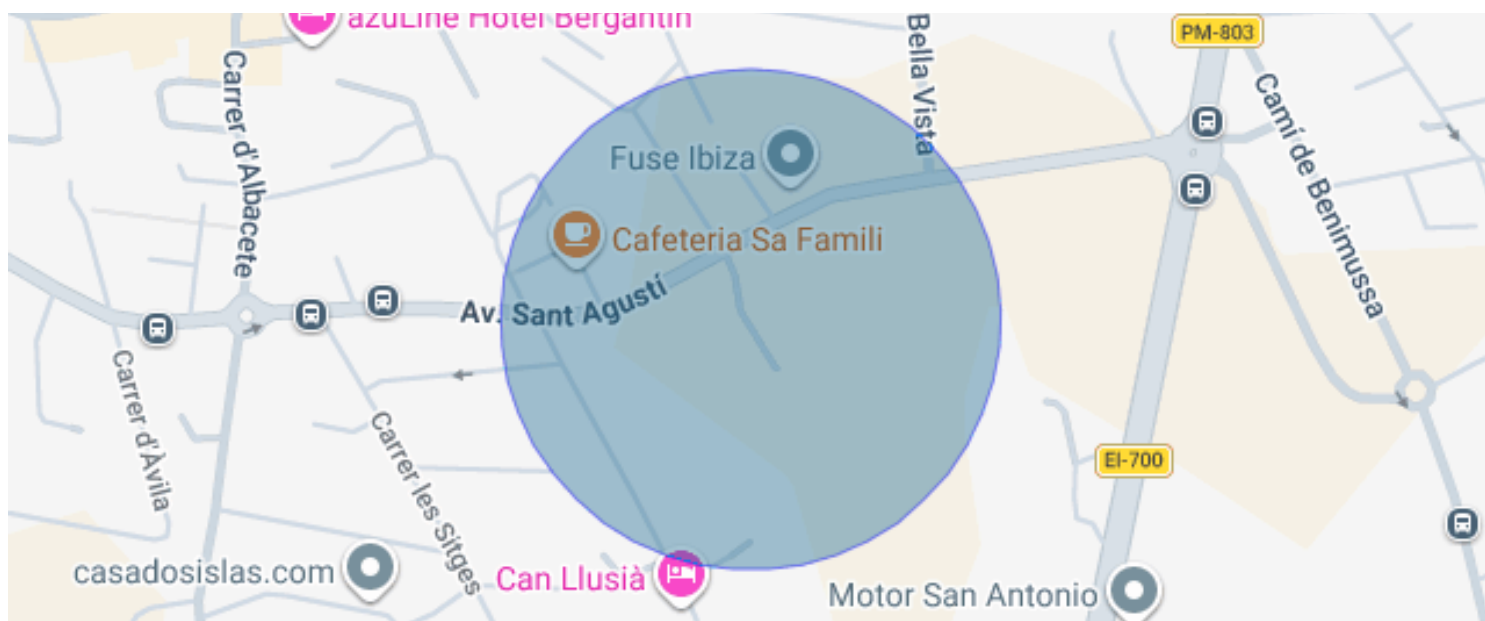 azuLine Hotel Bergantin
PM-803
Carrer d'Albacete
Bella Vista
Camí de Benimussa
Fuse Ibiza
Cafeteria Sa Famili
Av. Sant Agustí
Carrer d'Àvila
Carrer les Sitges
EI-700
casadosislas.com
Can Llusià
Motor San Antonio